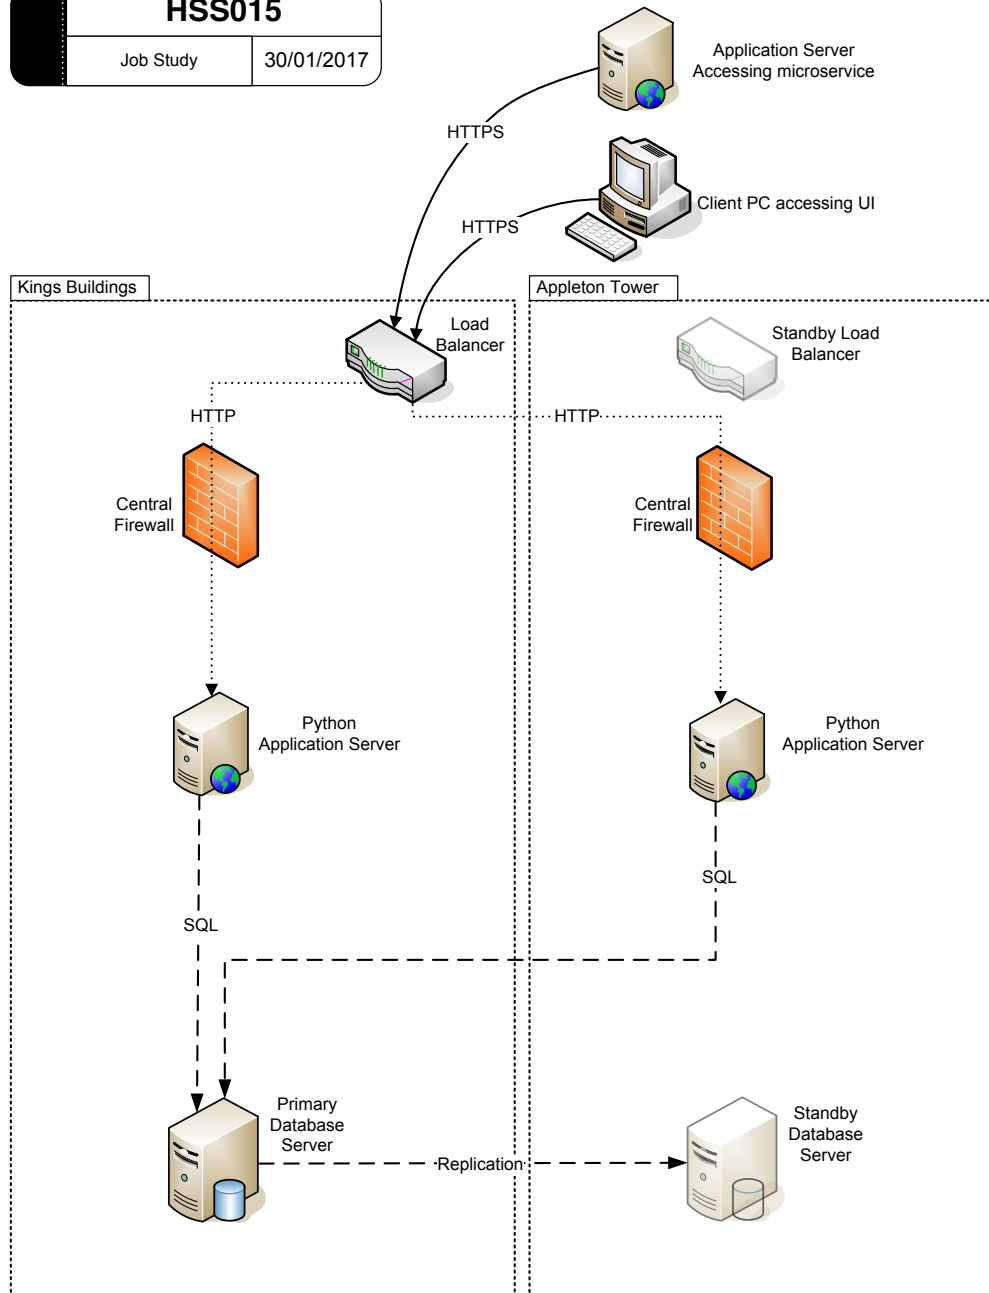 HSS015
Job Study
30/01/2017
Application Server
Accessing microservice
HTTPS
Client PC accessing UI
HTTPS
Kings Buildings
Appleton Tower
Load
Balancer
Standby Load
Balancer
HTTP
HTTP
Central
Firewall
Central
Firewall
Python
Application Server
Python
Application Server
SQL
SQL
Primary
Database
Server
Standby
Database
Server
Replication